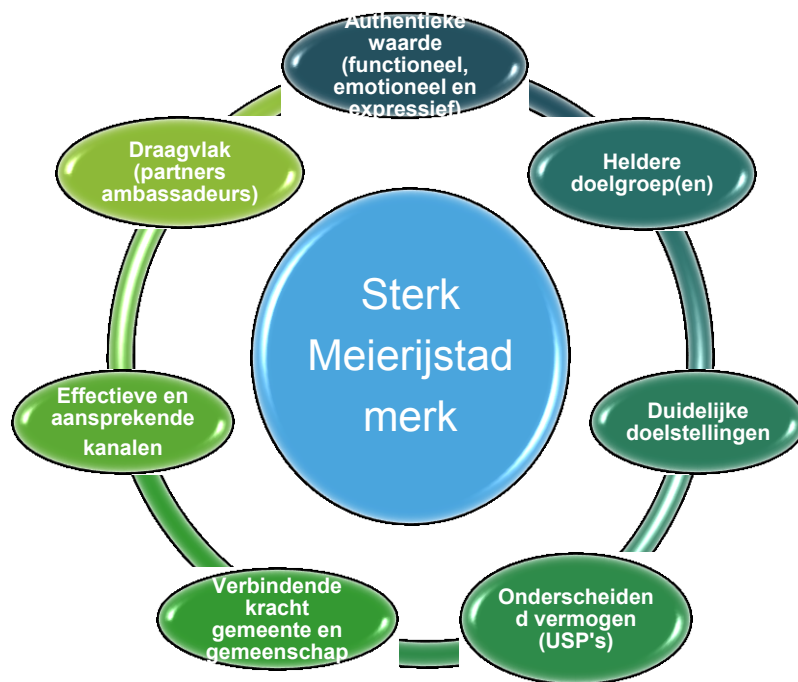 Authentieke
waarde
(functioneel,
emotioneel en
expressief)
Heldere
doelgroep(en)
Duidelijke
doelstellingen
Onderscheiden
d vermogen
(USP's)
Verbindende
kracht
gemeente en
gemeenschap
Effectieve en
aansprekende
kanalen
Draagvlak
(partners
ambassadeurs)
Sterk
Meierijstad
merk